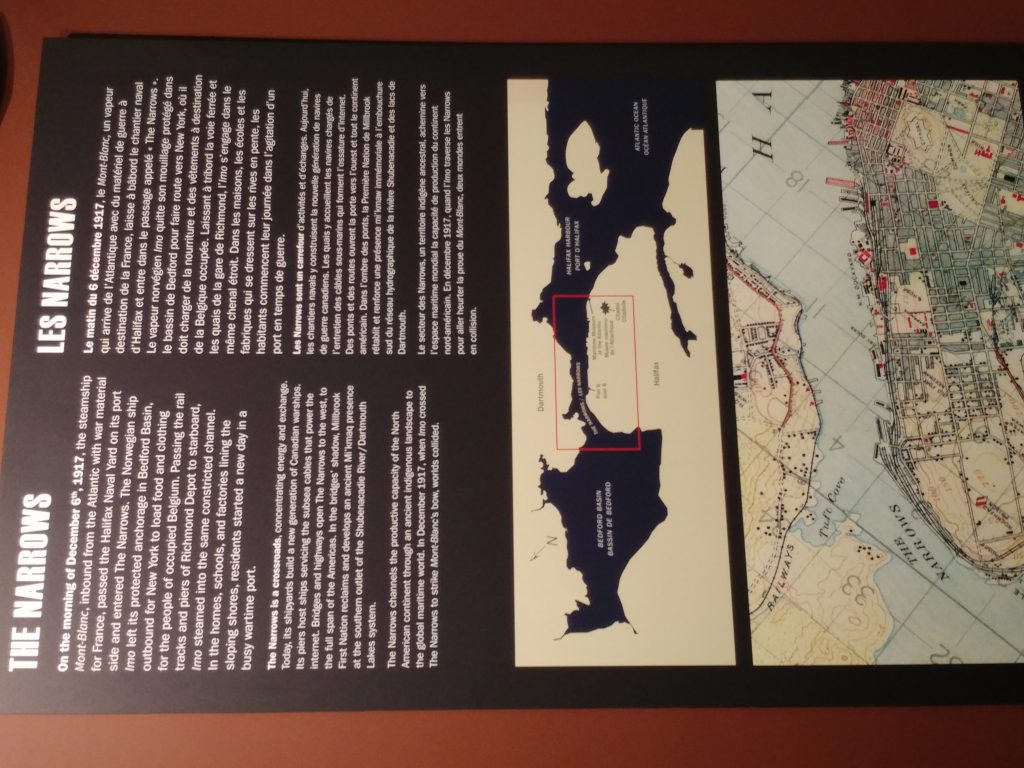 THE NARROWS
On the morning of December 6th, 1917, the steamship
Mont-Blanc, inbound from the Atlantic with war material
for France, passed the Halifax Naval Yard on its port
side and entered The Narrows. The Norwegian ship
Imo left its protected anchorage in Bedford Basin,
outbound for New York to load food and clothing
for the people of occupied Belgium. Passing the rail
tracks and piers of Richmond Depot to starboard,
Imo steamed into the same constricted channel.
In the homes, schools, and factories lining the
sloping shores, residents started a new day in a
busy wartime port.
The Narrows is a crossroads, concentrating energy and exchange.
Today, its shipyards build a new generation of Canadian warships.
Its piers host ships servicing the subsea cables that power the
internet. Bridges and highways open The Narrows to the west, to
the full span of the Americas. In the bridges' shadow, Millbrook
First Nation reclaims and develops an ancient Mi'kmaq presence
at the southern outlet of the Shubenacadie River/Dartmouth
Lakes system.
The Narrows channels the productive capacity of the North
American continent through an ancient Indigenous landscape to
the global maritime world. In December 1917, when Imo crossed
The Narrows to strike Mont-Blanc's bow, worlds collided.
LES NARROWS
Le matin du 6 décembre 1917, le Mont-Blanc, un vapeur
qui arrive de l'Atlantique avec du matériel de guerre à
destination de la France, laisse à bâbord le chantier naval
d'Halifax et entre dans le passage appelé « The Narrows ».
Le vapeur norvégien Imo quitte son mouillage protégé dans
le bassin de Bedford pour faire route vers New York, où il
doit charger de la nourriture et des vêtements à destination
de la Belgique occupée. Laissant à tribord la voie ferrée et
les quais de la gare de Richmond, l'Imo s'engage dans le
même chenal étroit. Dans les maisons, les écoles et les
fabriques qui se dressent sur les rives en pente, les
habitants commencent leur journée dans l'agitation d'un
port en temps de guerre.
Les Narrows sont un carrefour d'activités et d'échanges. Aujourd'hui,
les chantiers navals y construisent la nouvelle génération de navires
de guerre canadiens. Les quais y accueillent les navires chargés de
l'entretien des câbles sous-marins qui forment l'ossature d'internet.
Des ponts et des routes ouvrent la porte vers l'ouest et tout le continent
américain. Dans l'ombre des ponts, la Première Nation de Millbrook
rétablit et renforce une présence mi'kmaw immémoriale à l'embouchure
sud du réseau hydrographique de la rivière Shubenacadie et des lacs de
Dartmouth.
Le secteur des Narrows, un territoire indigène ancestral, achemine vers
l'espace maritime mondial la capacité de production du continent
nord-américain. En décembre 1917, quand l'Imo traverse les Narrows
pour aller heurter la proue du Mont-Blanc, deux mondes entrent
en collision.
N
BEDFORD BASIN
BASSIN DE BEDFORD
Dartmouth
THE NARROWS / LES NARROWS
Halifax
HALIFAX HARBOUR
PORT D'HALIFAX
ATLANTIC OCEAN
OCÉAN ATLANTIQUE
RAILWAYS
Tufts Cove
THE
NARROWS
4
18
H A